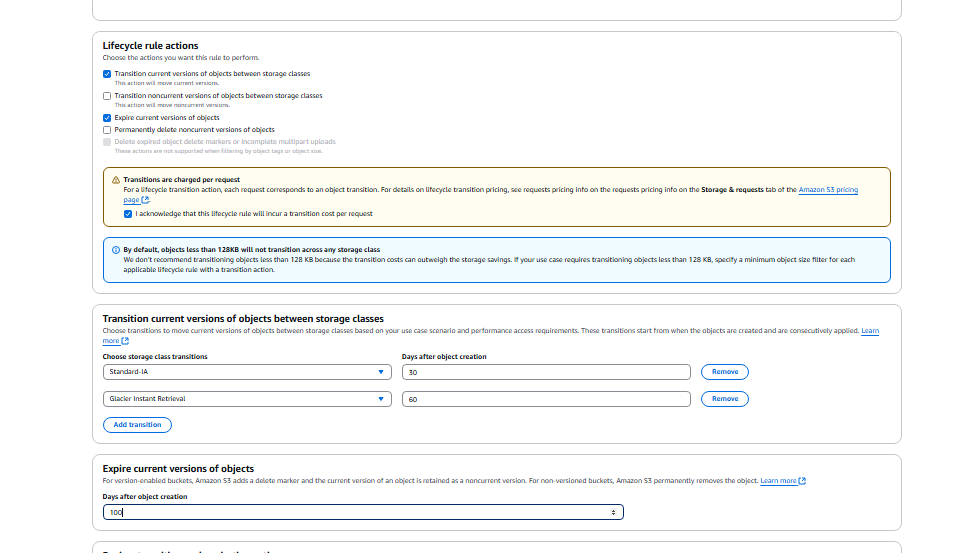 Lifecycle rule actions
Choose the actions you want this rule to perform.
Transition current versions of objects between storage classes
This action will move current versions.
Transition noncurrent versions of objects between storage classes
This action will move noncurrent versions.
Expire current versions of objects
Permanently delete noncurrent versions of objects
Delete expired object delete markers or incomplete multipart uploads
These actions are not supported when filtering by object tags or object size.
Transitions are charged per request
For a lifecycle transition action, each request corresponds to an object transition. For details on lifecycle transition pricing, see requests pricing info on the requests pricing info on the Storage & requests tab of the Amazon S3 pricing
page
I acknowledge that this lifecycle rule will incur a transition cost per request
By default, objects less than 128KB will not transition across any storage class
We don't recommend transitioning objects less than 128 KB because the transition costs can outweigh the storage savings. If your use case requires transitioning objects less than 128 KB, specify a minimum object size filter for each
applicable lifecycle rule with a transition action.
Transition current versions of objects between storage classes
Choose transitions to move current versions of objects between storage classes based on your use case scenario and performance access requirements. These transitions start from when the objects are created and are consecutively applied. Learn
more
Choose storage class transitions Days after object creation
Standard-IA 30 Remove
Glacier Instant Retrieval 60 Remove
Add transition
Expire current versions of objects
For version-enabled buckets, Amazon S3 adds a delete marker and the current version of an object is retained as a noncurrent version. For non-versioned buckets, Amazon S3 permanently removes the object. Learn more
Days after object creation
100